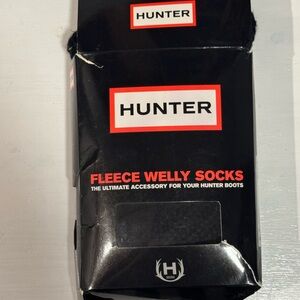 HUNTER
HUNTER
FLEECE WELLY SOCKS
THE ULTIMATE ACCESSORY FOR YOUR HUNTER BOOTS
H